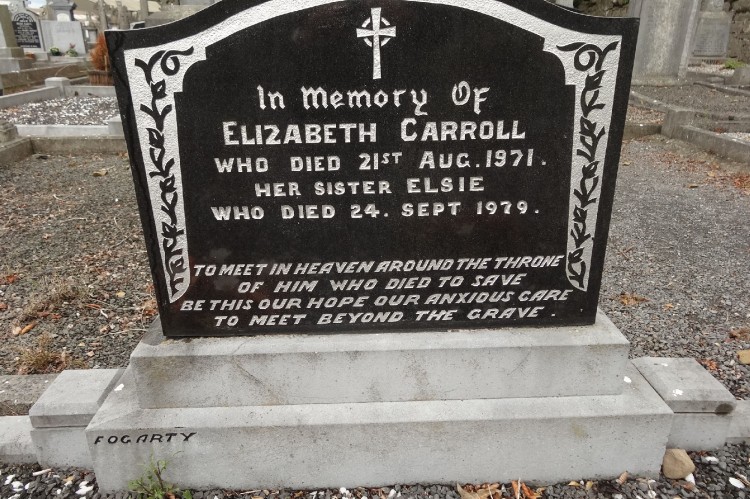 In Memory Of
ELIZABETH CARROLL
WHO DIED 21ST AUG. 1971.
HER SISTER ELSIE
WHO DIED 24. SEPT 1979.
TO MEET IN HEAVEN AROUND THE THRONE
OF HIM WHO DIED TO SAVE
BE THIS OUR HOPE OUR ANXIOUS CARE
TO MEET BEYOND THE GRAVE.
FOGARTY